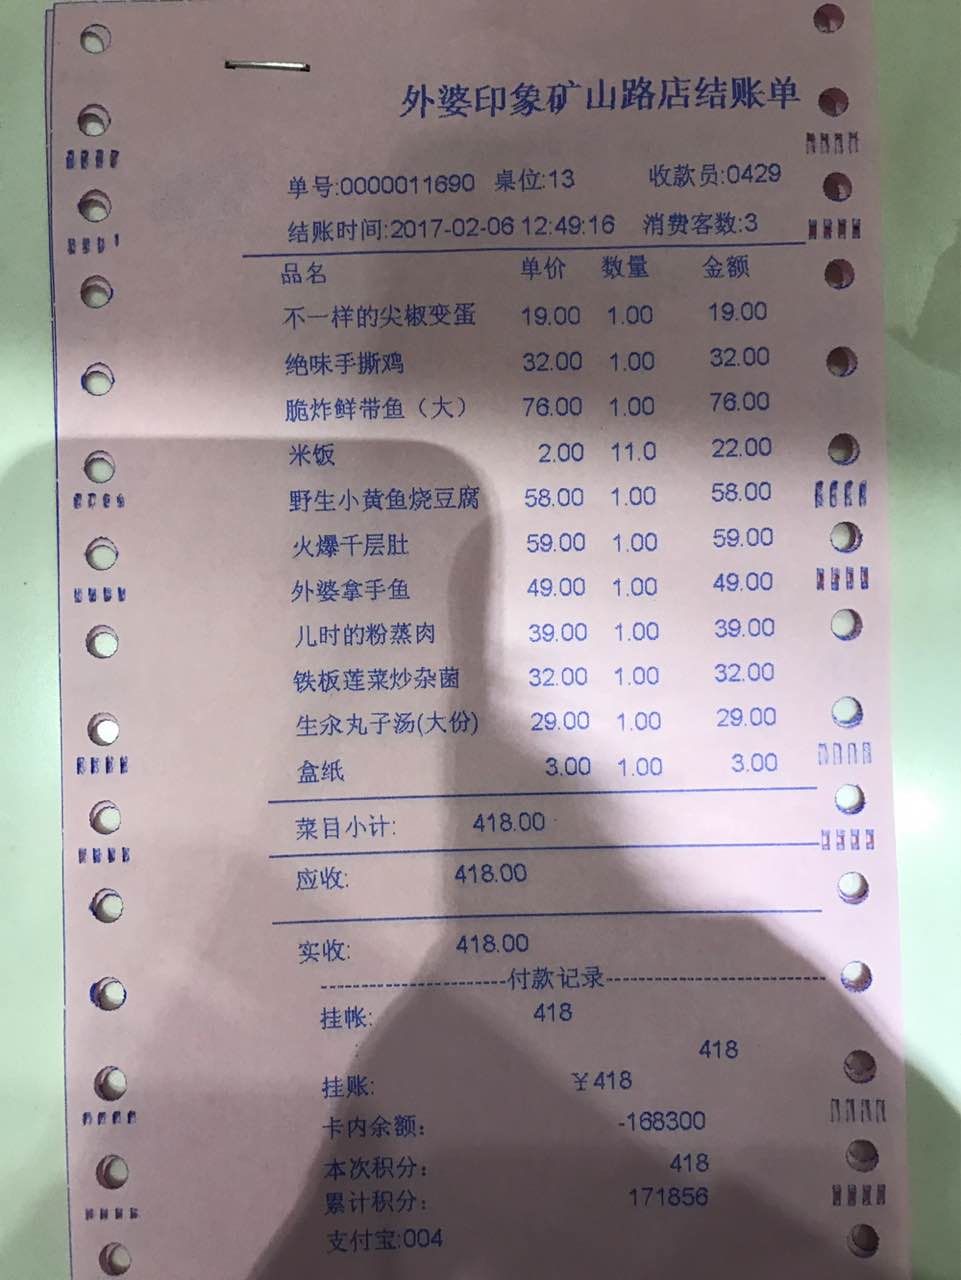 外婆印象矿山路店结账单
单号:0000011690 桌位:13 收款员:0429
结账时间:2017-02-06 12:49:16 消费客数:3
品名 单价 数量 金额
不一样的尖椒变蛋 19.00 1.00 19.00
绝味手撕鸡 32.00 1.00 32.00
脆炸鲜带鱼（大） 76.00 1.00 76.00
米饭 2.00 11.0 22.00
野生小黄鱼烧豆腐 58.00 1.00 58.00
火爆千层肚 59.00 1.00 59.00
外婆拿手鱼 49.00 1.00 49.00
儿时的粉蒸肉 39.00 1.00 39.00
铁板莲菜炒杂菌 32.00 1.00 32.00
生氽丸子汤(大份) 29.00 1.00 29.00
盒纸 3.00 1.00 3.00
菜目小计: 418.00
应收: 418.00
实收: 418.00
-----------------------付款记录---------------------------
挂帐: 418
: 418
挂账: ￥418
卡内余额： -168300
本次积分： 418
累计积分： 171856
支付宝:004